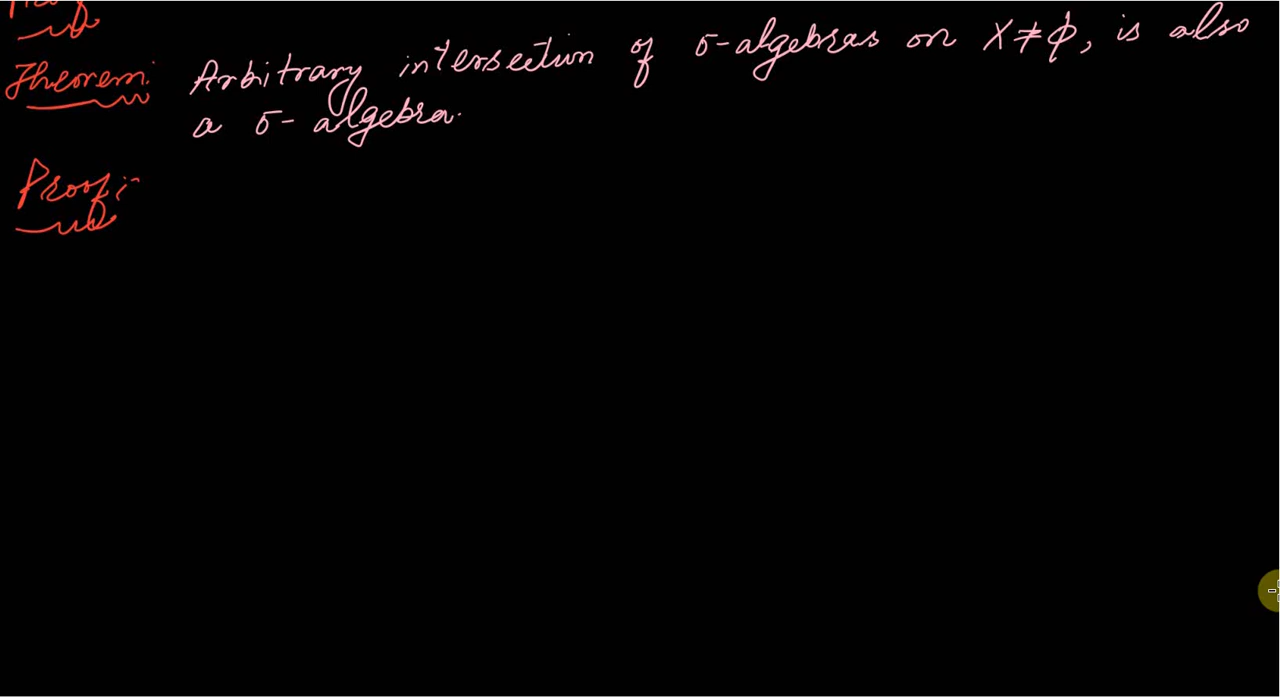 Theorem: Arbitrary intersection of σ-algebras on X≠ϕ, is also
a σ-algebra.
Proof: